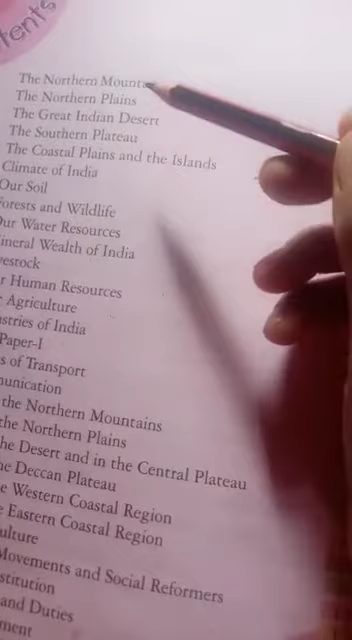 tents
The Northern Mounta
The Northern Plains
The Great Indian Desert
The Southern Plateau
The Coastal Plains and the Islands
Climate of India
Our Soil
Forests and Wildlife
Our Water Resources
ineral Wealth of India
vestock
r Human Resources
Agriculture
stries of India
Paper-I
s of Transport
unication
the Northern Mountains
the Northern Plains
he Desert and in the Central Plateau
he Deccan Plateau
e Western Coastal Region
e Eastern Coastal Region
ulture
Movements and Social Reformers
stitution
and Duties
ment